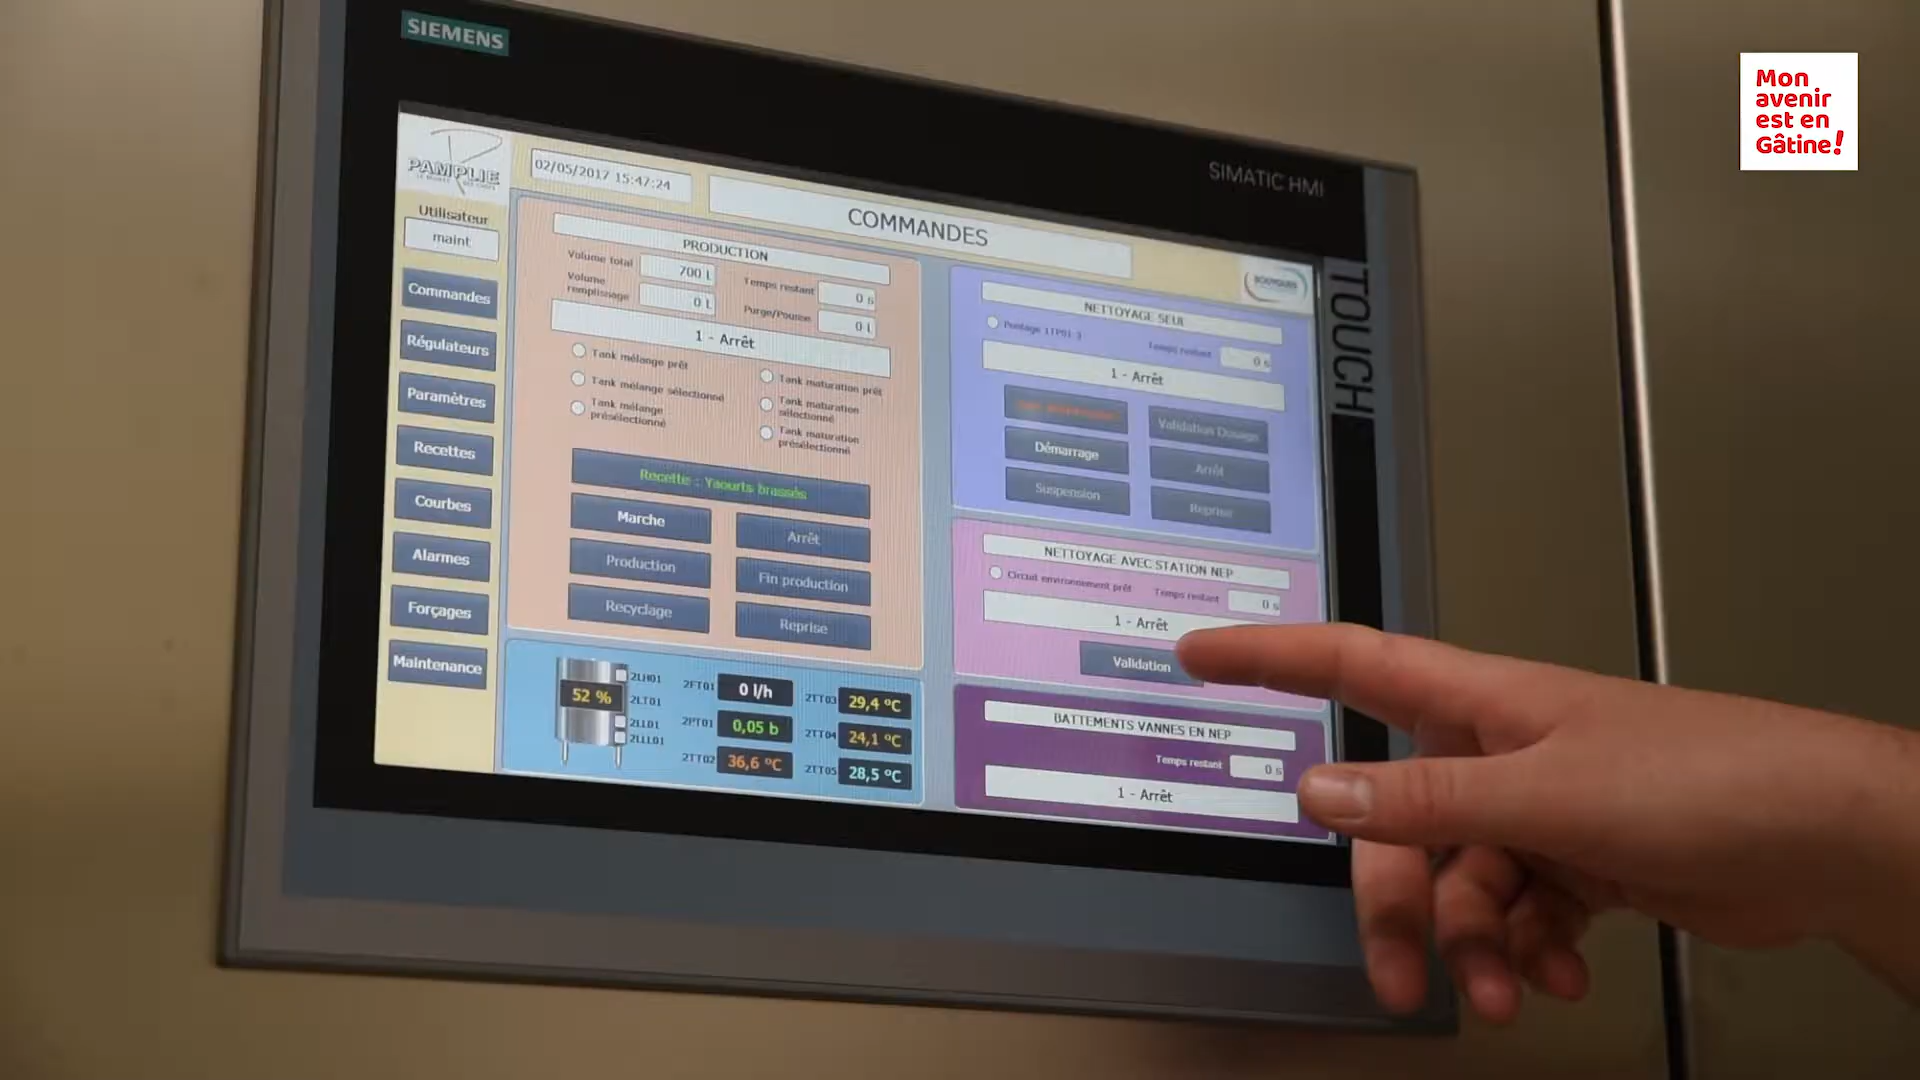 SIEMENS
SIMATIC HMI
TOUCH
Mon
avenir
est en
Gâtine!
PAMPLIE
02/05/2017 15:47:24
COMMANDES
Utilisateur
maint
Commandes
Régulateurs
Paramètres
Recettes
Courbes
Alarmes
Forçages
Maintenance
PRODUCTION
Volume total
700 l
Temps restant
0 s
Volume
remplissage
0 l
Purge/Pousse
0 l
1 - Arrêt
Tank mélange prêt
Tank mélange sélectionné
Tank mélange
présélectionné
Tank maturation prêt
Tank maturation
sélectionné
Tank maturation
présélectionné
Recette : Yaourts brassés
Marche
Arrêt
Production
Fin production
Recyclage
Reprise
52 %
2LH01
2LT01
2LL01
2LLL01
2FT01
0 l/h
2PT01
0,05 b
2TT02
36,6 °C
2TT03
29,4 °C
2TT04
24,1 °C
2TT05
28,5 °C
NETTOYAGE SEUL
Temps restant
0 s
1 - Arrêt
Validation Dosage
Démarrage
Arrêt
Suspension
Reprise
NETTOYAGE AVEC STATION NEP
Circuit environnement prêt
Temps restant
0 s
1 - Arrêt
Validation
BATTEMENTS VANNES EN NEP
Temps restant
0 s
1 - Arrêt